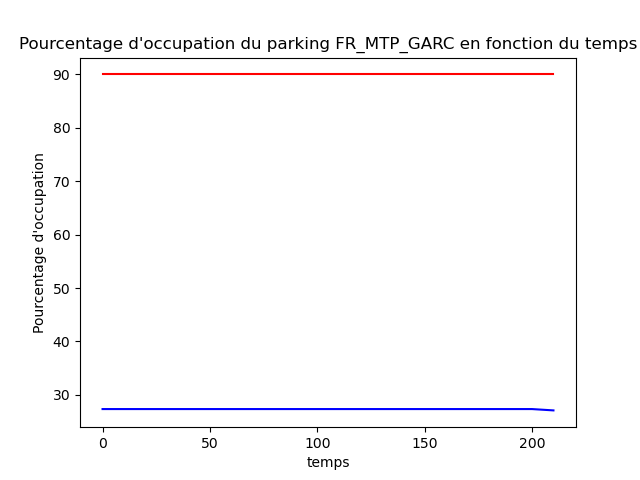 Pourcentage d'occupation du parking FR_MTP_GARC en fonction du temps
90
80
70
60
50
40
30
Pourcentage d'occupation
0 50 100 150 200
temps